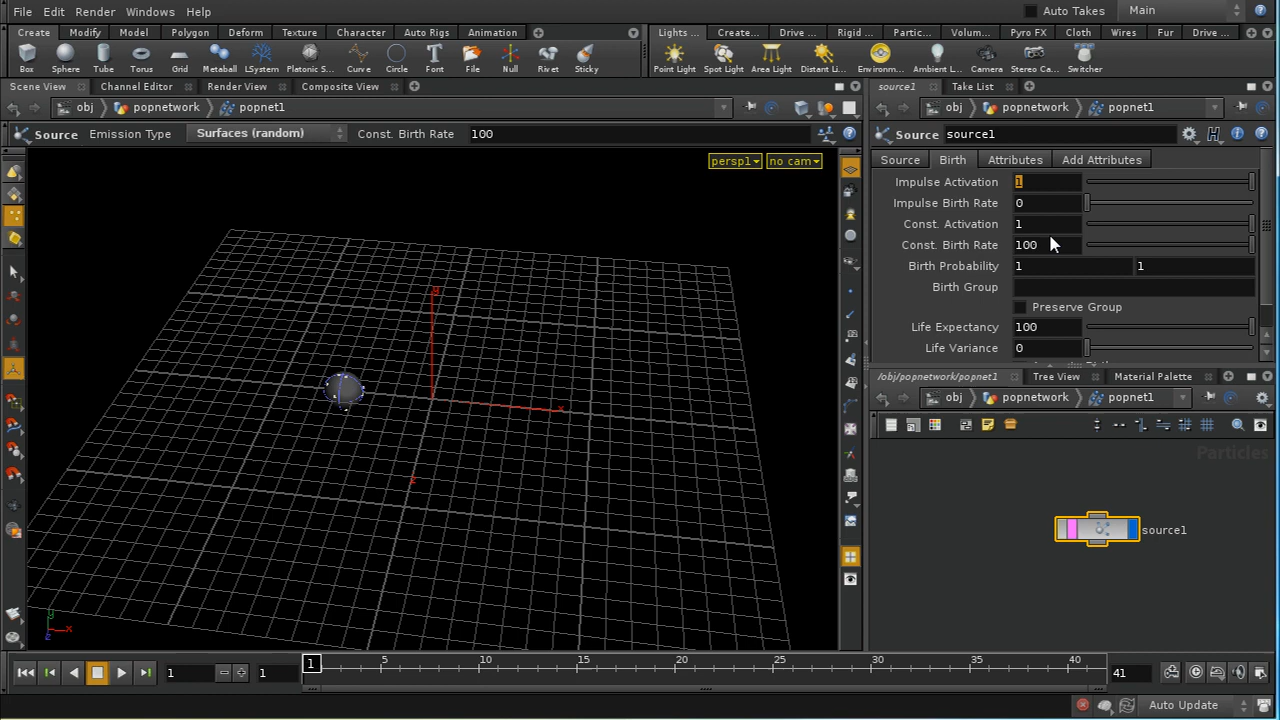 File Edit Render Windows Help Auto Takes Main
Create Modify Model Polygon Deform Texture Character Auto Rigs Animation Lights ... Create... Drive ... Rigid ... Partic... Volum... Pyro FX Cloth Wires Fur Drive ...
Box Sphere Tube Torus Grid Metaball LSystem Platonic S... Curve Circle Font File Null Rivet Sticky Point Light Spot Light Area Light Distant Li... Environm... Ambient L... Camera Stereo Ca... Switcher
Scene View Channel Editor Render View Composite View source1 Take List
obj popnetwork popnet1 obj popnetwork popnet1
Source Emission Type Surfaces (random) Const. Birth Rate 100 Source source1
persp1 no cam Source Birth Attributes Add Attributes
Impulse Activation 1
Impulse Birth Rate 0
Const. Activation 1
Const. Birth Rate 100
Birth Probability 1 1
Birth Group
Preserve Group
Life Expectancy 100
Life Variance 0
/obj/popnetwork/popnet1 Tree View Material Palette
obj popnetwork popnet1
Particles
source1
y
x
z
y
x
z
1 1 1 5 10 15 20 25 30 35 40 41
Auto Update